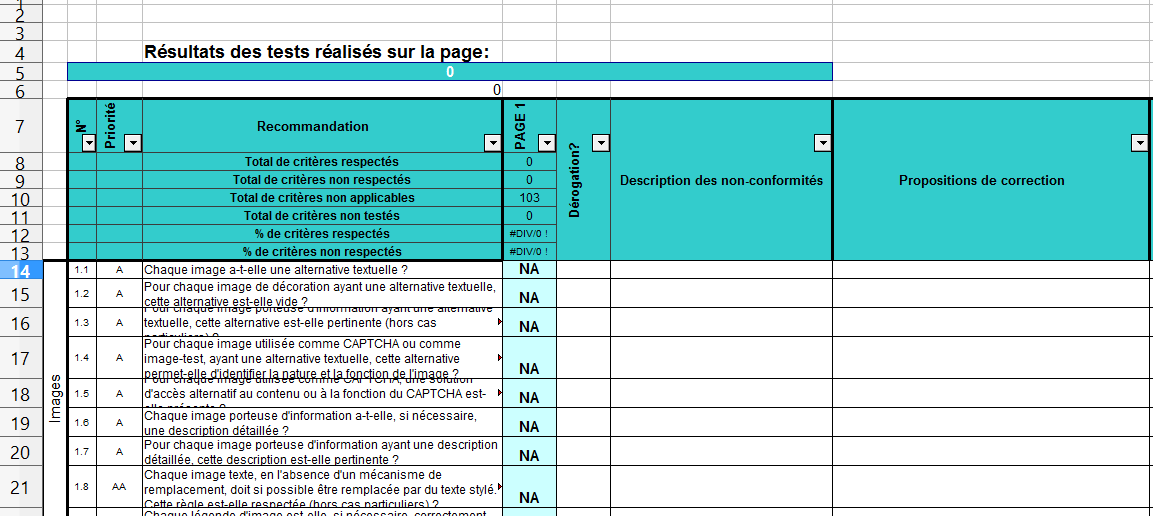 1
2
3
4 Résultats des tests réalisés sur la page:
5 0
6 0
7 N° Priorité Recommandation PAGE 1 Dérogation? Description des non-conformités Propositions de correction
8 Total de critères respectés 0
9 Total de critères non respectés 0
10 Total de critères non applicables 103
11 Total de critères non testés 0
12 % de critères respectés #DIV/0 !
13 % de critères non respectés #DIV/0 !
Images
14 1.1 A Chaque image a-t-elle une alternative textuelle ? NA
15 1.2 A Pour chaque image de décoration ayant une alternative textuelle,
cette alternative est-elle vide ? NA
16 1.3 A Pour chaque image porteuse d'information ayant une alternative
textuelle, cette alternative est-elle pertinente (hors cas
particuliers) ? NA
17 1.4 A Pour chaque image utilisée comme CAPTCHA ou comme
image-test, ayant une alternative textuelle, cette alternative
permet-elle d'identifier la nature et la fonction de l'image ? NA
18 1.5 A Pour chaque image utilisée comme CAPTCHA, une solution
d'accès alternatif au contenu ou à la fonction du CAPTCHA est-
elle présente ? NA
19 1.6 A Chaque image porteuse d'information a-t-elle, si nécessaire,
une description détaillée ? NA
20 1.7 A Pour chaque image porteuse d'information ayant une description
détaillée, cette description est-elle pertinente ? NA
21 1.8 AA Chaque image texte, en l'absence d'un mécanisme de
remplacement, doit si possible être remplacée par du texte stylé.
Cette règle est-elle respectée (hors cas particuliers) ? NA
Chaque légende d'image est-elle, si nécessaire, correctement